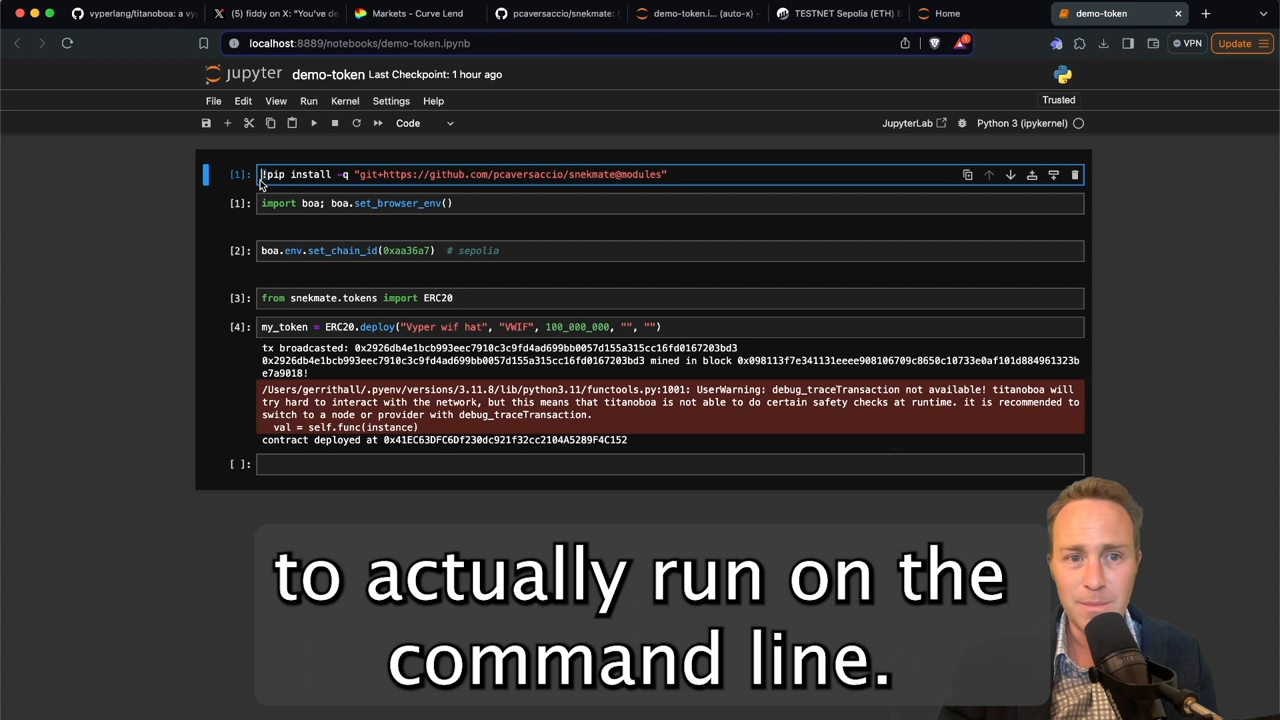 vyperlang/titanoboa: a vy
(5) fiddy on X: "You've de
Markets - Curve Lend
pcaversaccio/snekmate: S
demo-token.i... (auto-x)
TESTNET Sepolia (ETH) B
Home
demo-token
localhost:8889/notebooks/demo-token.ipynb
1
VPN
Update
jupyter demo-token Last Checkpoint: 1 hour ago
File Edit View Run Kernel Settings Help
Trusted
Code
JupyterLab
Python 3 (ipykernel)
[1]: !pip install -q "git+https://github.com/pcaversaccio/snekmate@modules"
[1]: import boa; boa.set_browser_env()
[2]: boa.env.set_chain_id(0xaa36a7)  # sepolia
[3]: from snekmate.tokens import ERC20
[4]: my_token = ERC20.deploy("Vyper wif hat", "VWIF", 100_000_000, "", "")
tx broadcasted: 0x2926db4e1bcb993eec7910c3c9fd4ad699bb0057d155a315cc16fd0167203bd3
0x2926db4e1bcb993eec7910c3c9fd4ad699bb0057d155a315cc16fd0167203bd3 mined in block 0x098113f7e341131eeee908106709c8650c10733e0af101d884961323b
e7a9018!
/Users/gerrithall/.pyenv/versions/3.11.8/lib/python3.11/functools.py:1001: UserWarning: debug_traceTransaction not available! titanoboa will
try hard to interact with the network, but this means that titanoboa is not able to do certain safety checks at runtime. it is recommended to
switch to a node or provider with debug_traceTransaction.
val = self.func(instance)
contract deployed at 0x41EC63DFC6Df230dc921f32cc2104A5289F4C152
[ ]:
to actually run on the
command line.